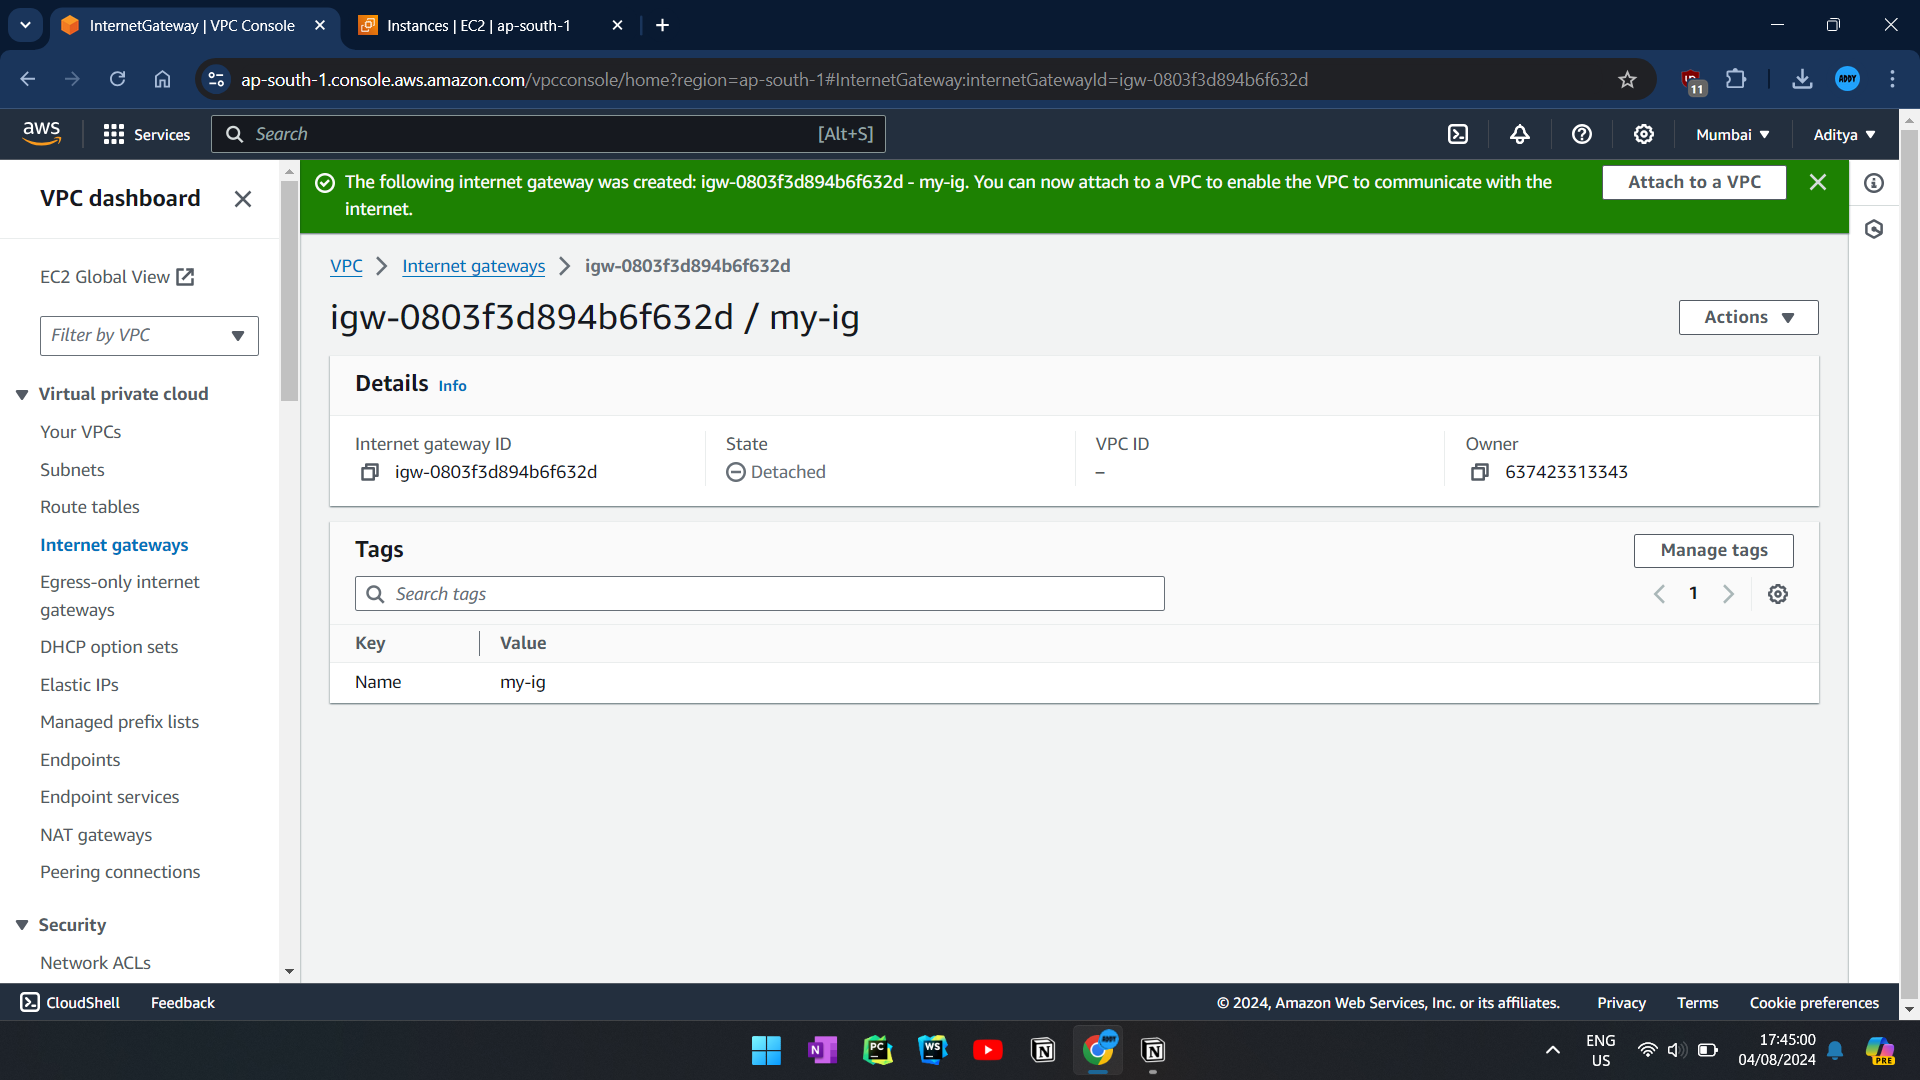 InternetGateway | VPC Console
Instances | EC2 | ap-south-1
ap-south-1.console.aws.amazon.com/vpcconsole/home?region=ap-south-1#InternetGateway:internetGatewayId=igw-0803f3d894b6f632d
11
ADDY
aws
Services
Search
[Alt+S]
Mumbai
Aditya
VPC dashboard
EC2 Global View
Filter by VPC
Virtual private cloud
Your VPCs
Subnets
Route tables
Internet gateways
Egress-only internet
gateways
DHCP option sets
Elastic IPs
Managed prefix lists
Endpoints
Endpoint services
NAT gateways
Peering connections
Security
Network ACLs
The following internet gateway was created: igw-0803f3d894b6f632d - my-ig. You can now attach to a VPC to enable the VPC to communicate with the
internet.
Attach to a VPC
VPC > Internet gateways > igw-0803f3d894b6f632d
igw-0803f3d894b6f632d / my-ig
Actions
Details Info
Internet gateway ID
igw-0803f3d894b6f632d
State
Detached
VPC ID
–
Owner
637423313343
Tags
Manage tags
Search tags
1
Key Value
Name my-ig
CloudShell
Feedback
© 2024, Amazon Web Services, Inc. or its affiliates.
Privacy
Terms
Cookie preferences
N
PC
WS
N
ADDY
N
ENG
US
17:45:00
04/08/2024
PRE